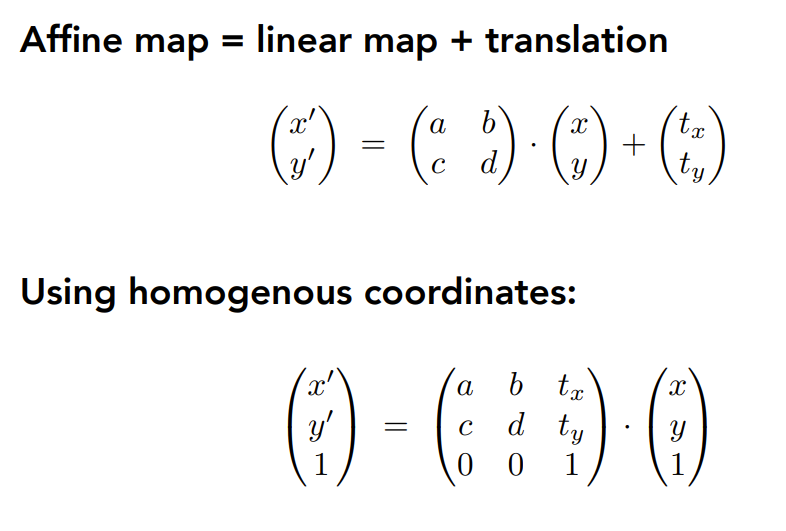 Affine map = linear map + translation
$$\begin{pmatrix} x' \\ y' \end{pmatrix} = \begin{pmatrix} a & b \\ c & d \end{pmatrix} \cdot \begin{pmatrix} x \\ y \end{pmatrix} + \begin{pmatrix} t_x \\ t_y \end{pmatrix}$$
Using homogenous coordinates:
$$\begin{pmatrix} x' \\ y' \\ 1 \end{pmatrix} = \begin{pmatrix} a & b & t_x \\ c & d & t_y \\ 0 & 0 & 1 \end{pmatrix} \cdot \begin{pmatrix} x \\ y \\ 1 \end{pmatrix}$$